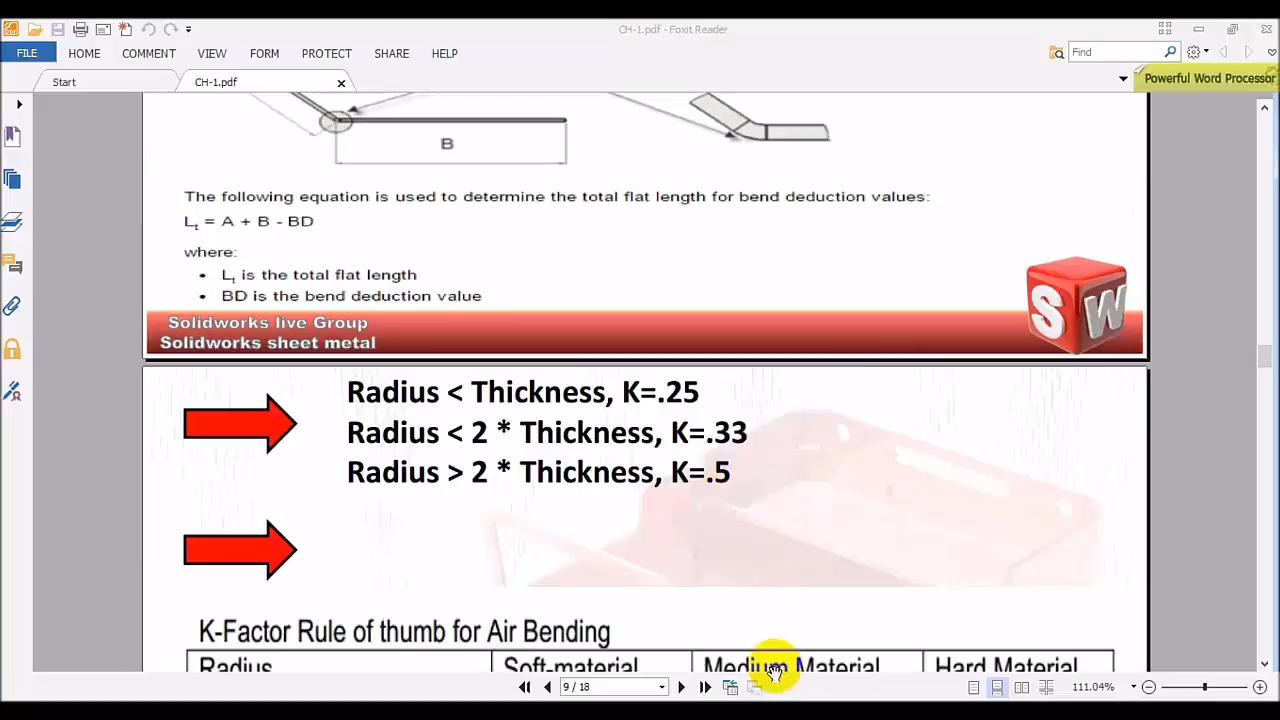 CH-1.pdf - Foxit Reader
FILE HOME COMMENT VIEW FORM PROTECT SHARE HELP Find
Start CH-1.pdf Powerful Word Processor
B
The following equation is used to determine the total flat length for bend deduction values:
Lt = A + B - BD
where:
• Lt is the total flat length
• BD is the bend deduction value
SW
Solidworks live Group
Solidworks sheet metal
Radius < Thickness, K=.25
Radius < 2 * Thickness, K=.33
Radius > 2 * Thickness, K=.5
K-Factor Rule of thumb for Air Bending
Radius Soft-material Medium Material Hard Material
9 / 18 111.04%